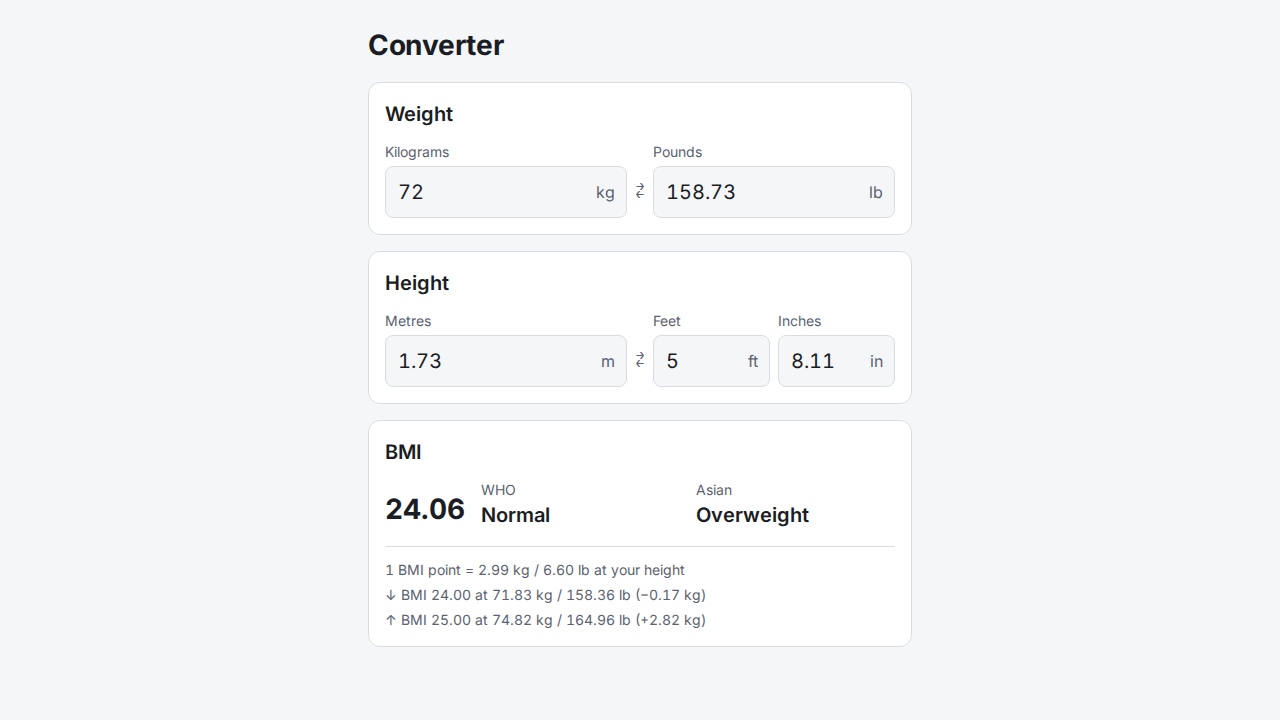 Converter
Weight
Kilograms Pounds
72 kg ⇄ 158.73 lb
Height
Metres Feet Inches
1.73 m ⇄ 5 ft 8.11 in
BMI
24.06
WHO Asian
Normal Overweight
1 BMI point = 2.99 kg / 6.60 lb at your height
↓ BMI 24.00 at 71.83 kg / 158.36 lb (−0.17 kg)
↑ BMI 25.00 at 74.82 kg / 164.96 lb (+2.82 kg)